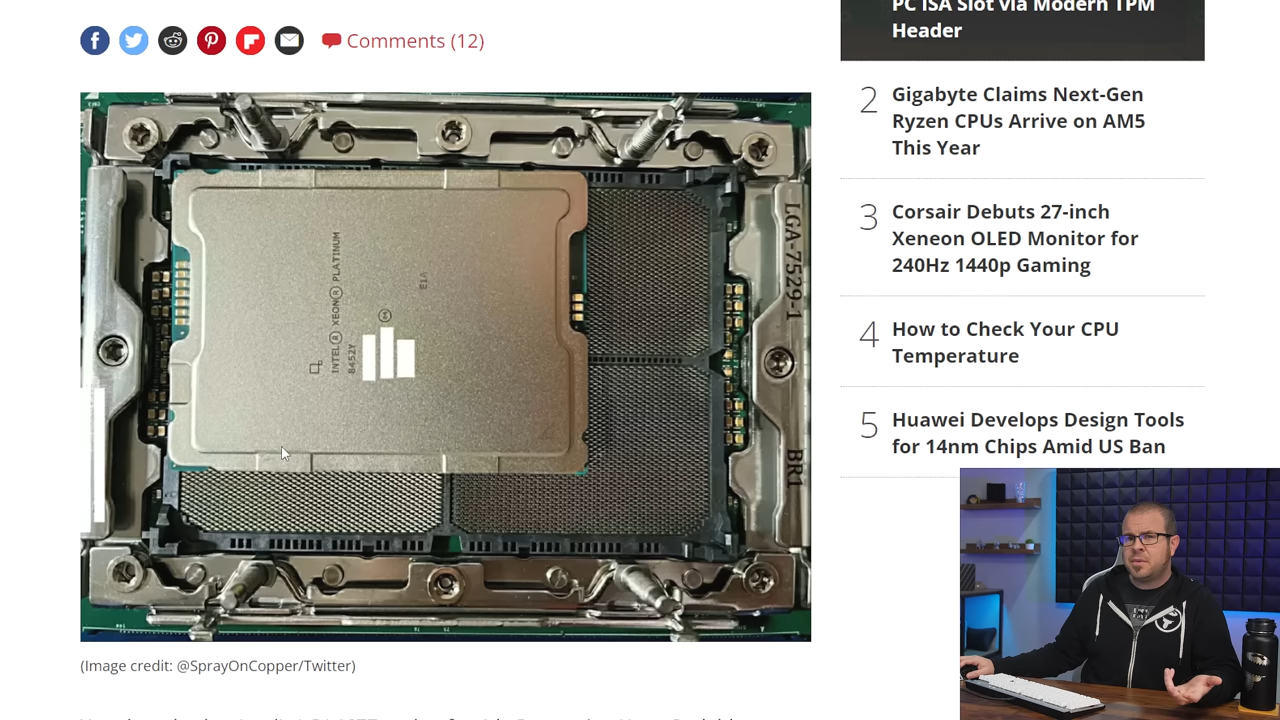 PC ISA Slot via Modern TPM
Header
Comments (12)
2
Gigabyte Claims Next-Gen
Ryzen CPUs Arrive on AM5
This Year
3
Corsair Debuts 27-inch
Xeneon OLED Monitor for
240Hz 1440p Gaming
4
How to Check Your CPU
Temperature
5
Huawei Develops Design Tools
for 14nm Chips Amid US Ban
INTEL® XEON® PLATINUM
8452Y
E1A
LGA-7529-1
BR1
(Image credit: @SprayOnCopper/Twitter)